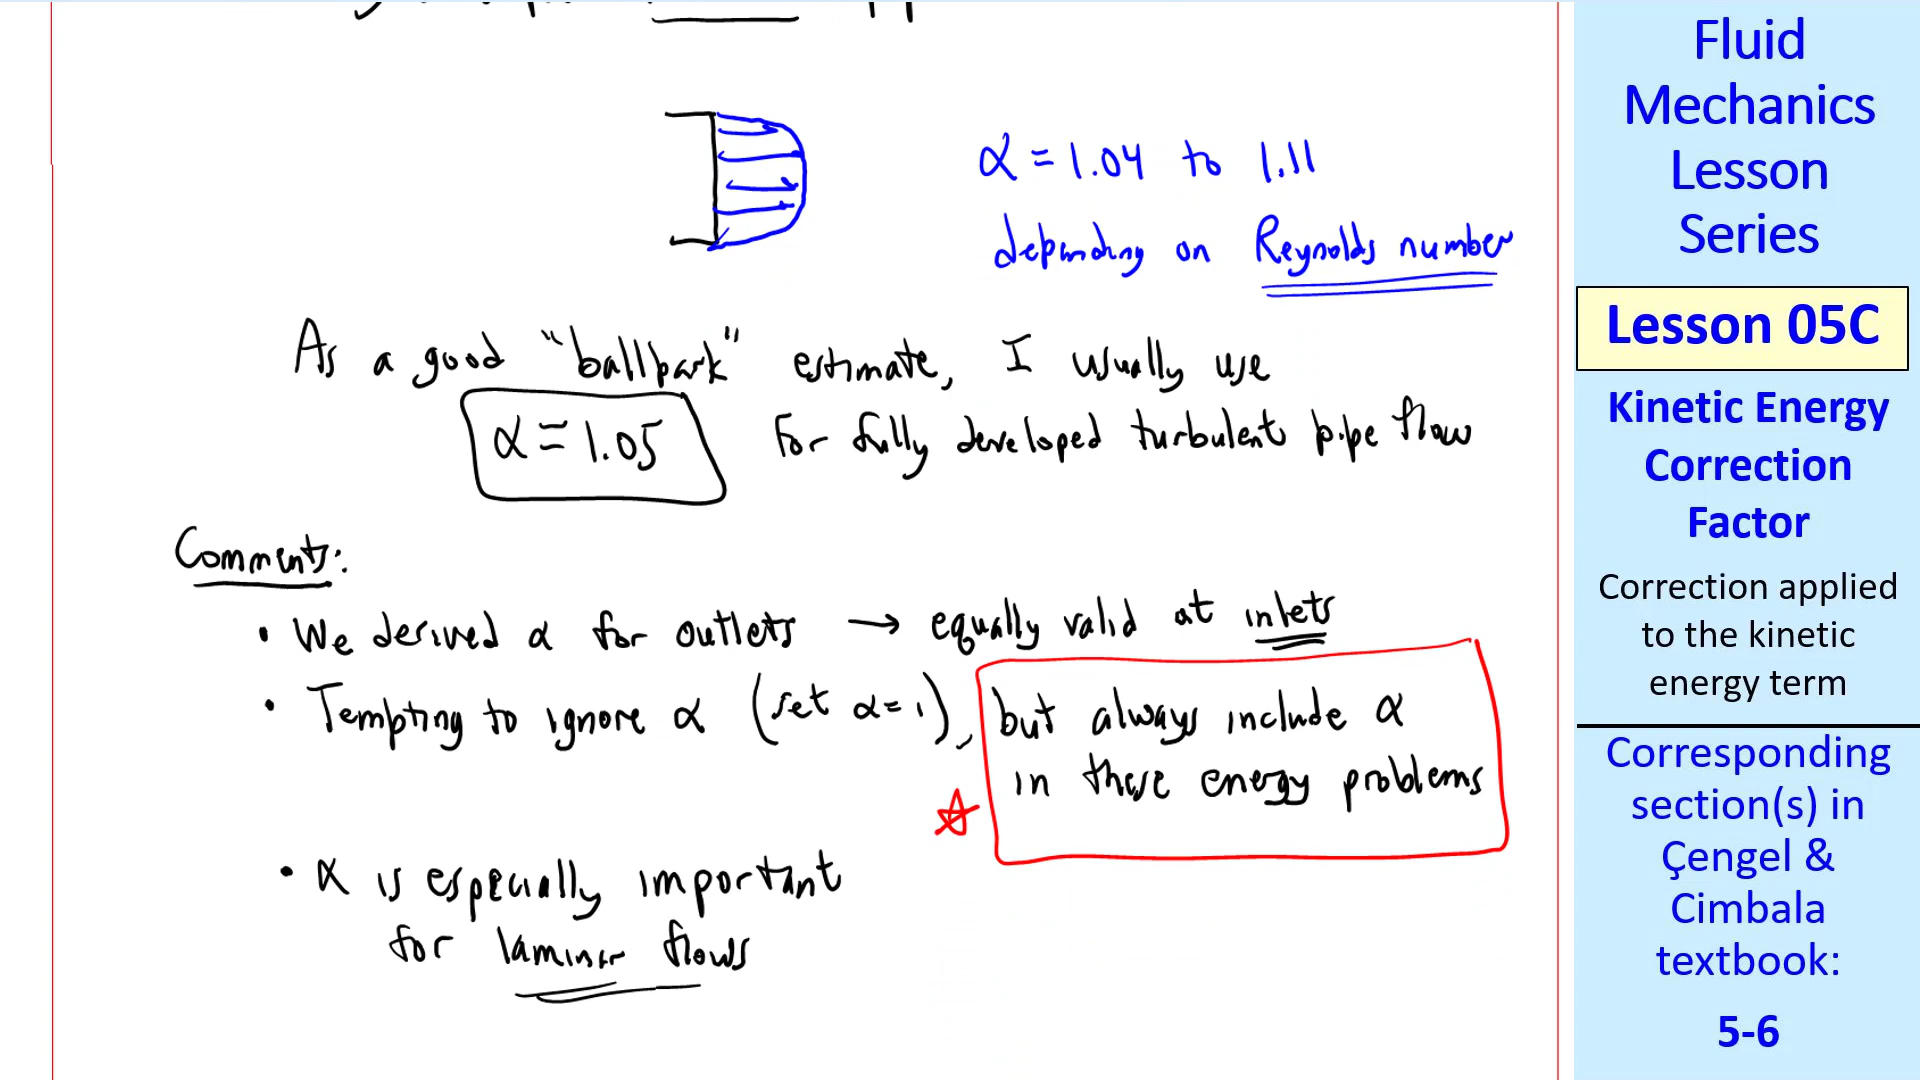 α = 1.04 to 1.11
depending on Reynolds number
As a good "ballpark" estimate, I usually use
α = 1.05 for fully developed turbulent pipe flow
Comments:
• We derived α for outlets → equally valid at inlets
• Tempting to ignore α (set α = 1), but always include α
in these energy problems
• α is especially important
for laminar flows
Fluid
Mechanics
Lesson
Series
Lesson 05C
Kinetic Energy
Correction
Factor
Correction applied
to the kinetic
energy term
Corresponding
section(s) in
Çengel &
Cimbala
textbook:
5-6